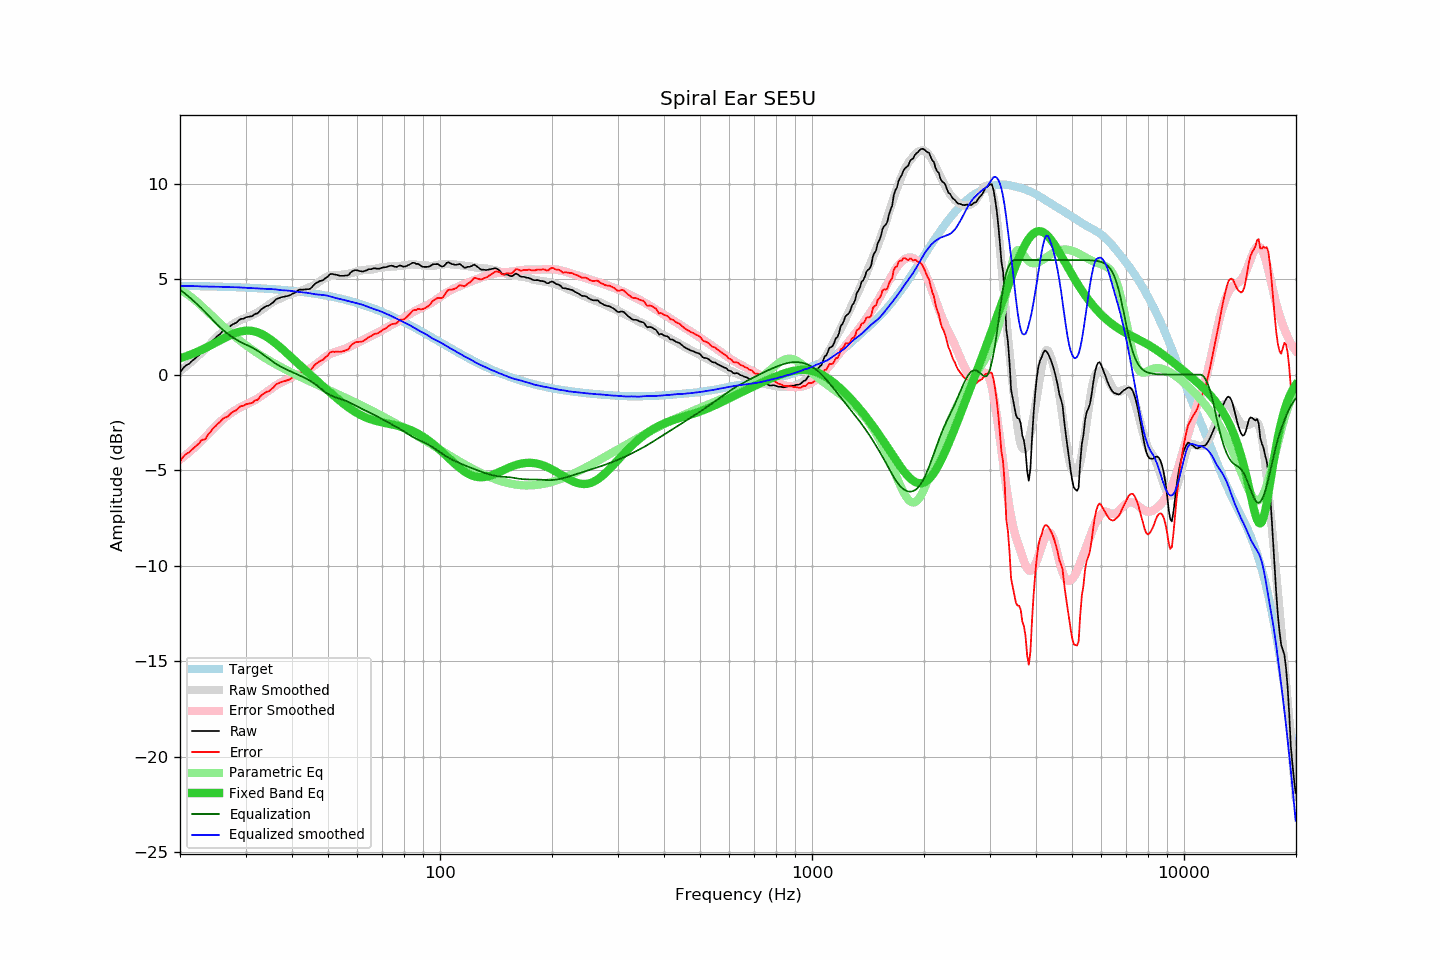 Spiral Ear SE5U
Amplitude (dBr)
10
5
0
−5
−10
−15
−20
−25
Target
Raw Smoothed
Error Smoothed
Raw
Error
Parametric Eq
Fixed Band Eq
Equalization
Equalized smoothed
100 1000 10000
Frequency (Hz)